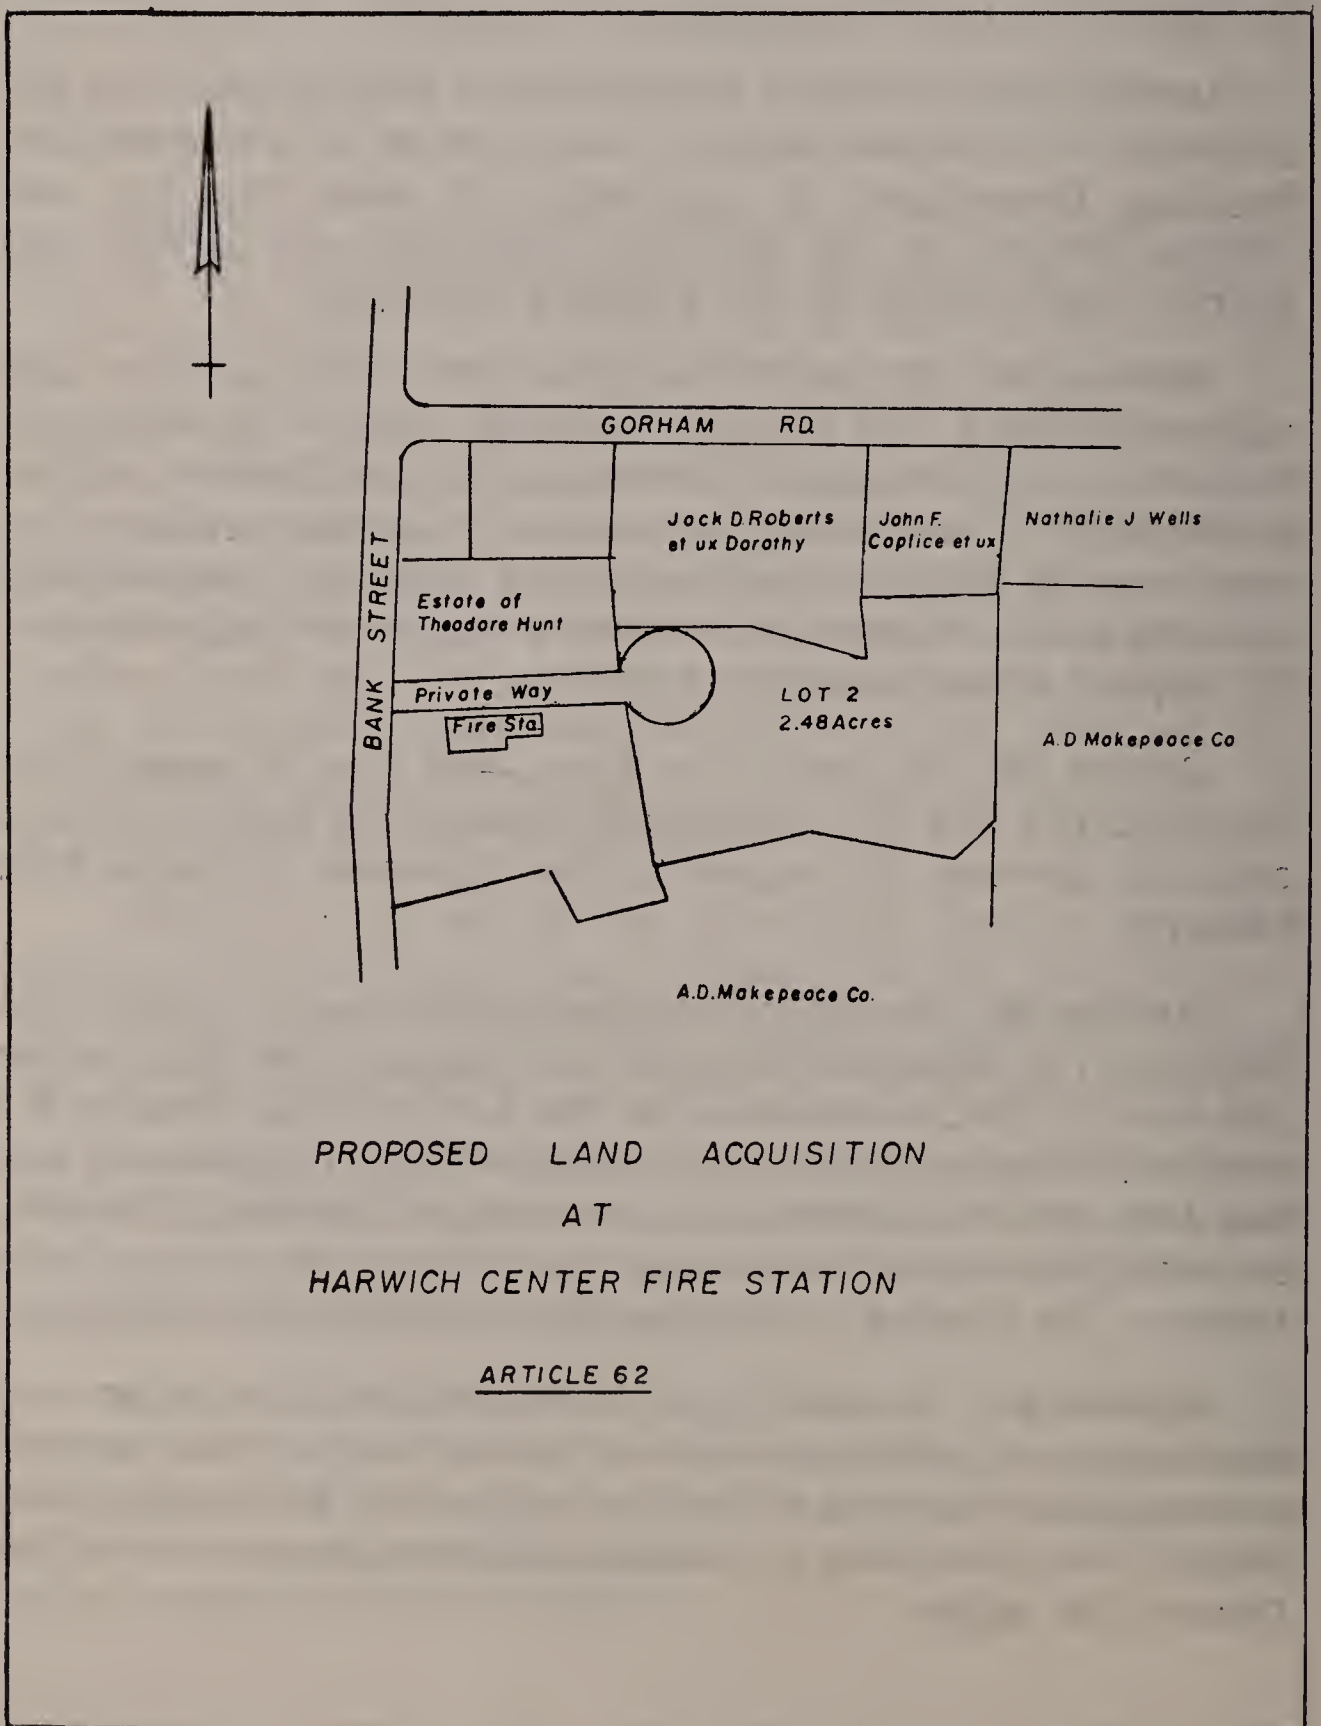 GORHAM RD.
Jack D. Roberts
et ux Dorothy
John F.
Coplice et ux
Nathalie J Wells
BANK STREET
Estate of
Theodore Hunt
Private Way
Fire Sta.
LOT 2
2.48 Acres
A.D Makepeace Co
A.D. Makepeace Co.
PROPOSED LAND ACQUISITION
AT
HARWICH CENTER FIRE STATION
ARTICLE 62